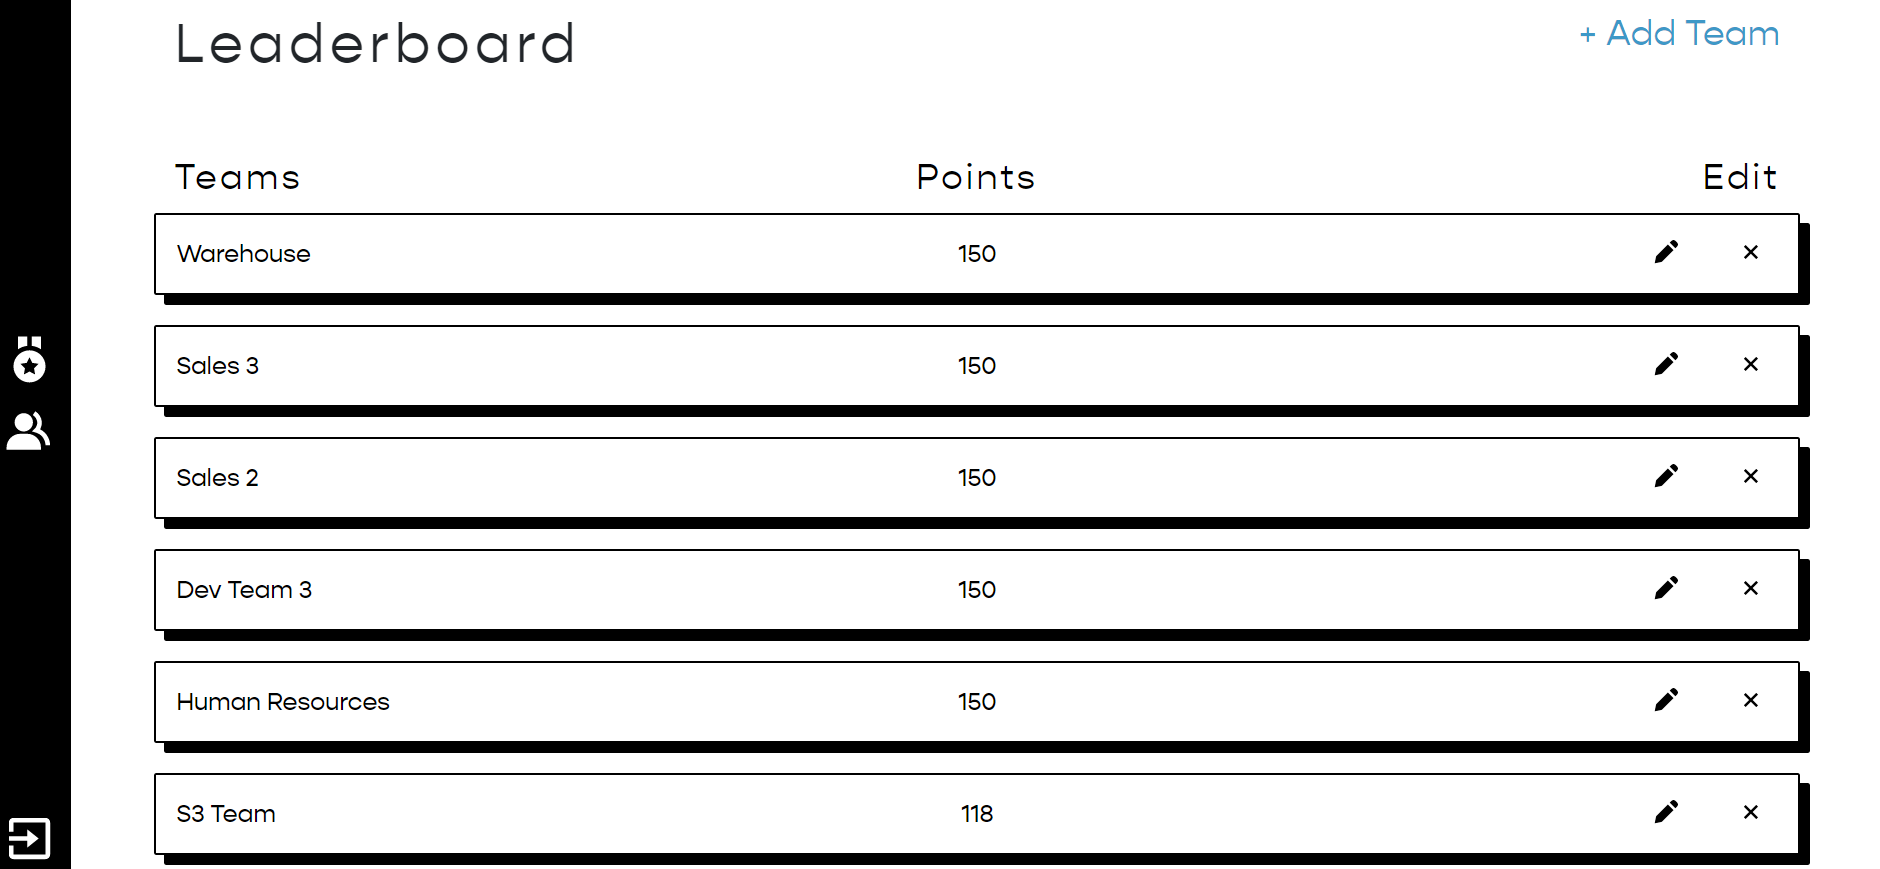 Leaderboard
+ Add Team
Teams Points Edit
Warehouse 150
Sales 3 150
Sales 2 150
Dev Team 3 150
Human Resources 150
S3 Team 118